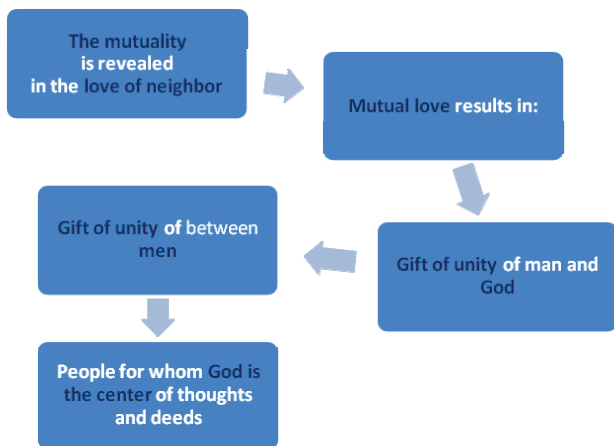 The mutuality
is revealed
in the love of neighbor
Mutual love results in:
Gift of unity of man and
God
Gift of unity of between
men
People for whom God is
the center of thoughts
and deeds